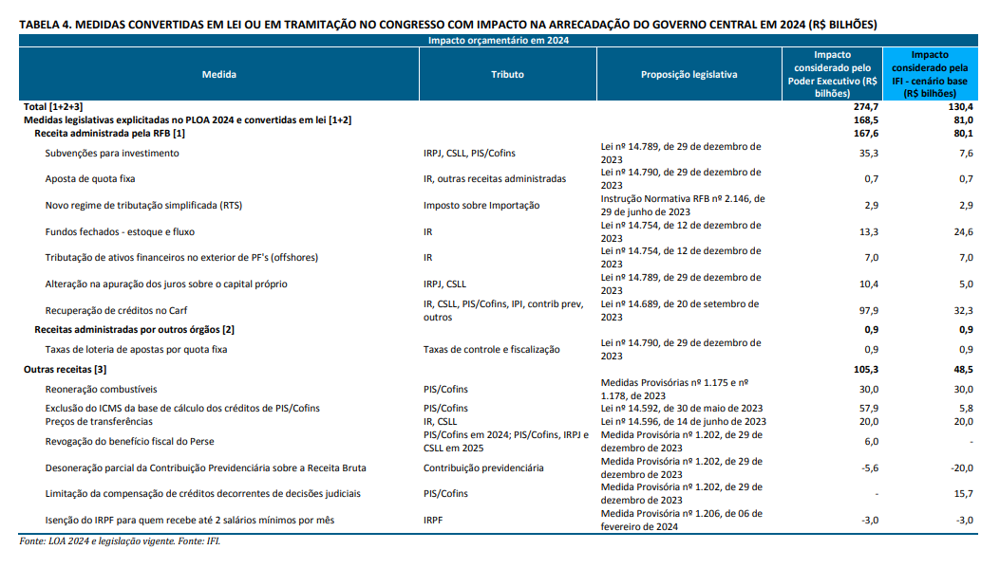 TABELA 4. MEDIDAS CONVERTIDAS EM LEI OU EM TRAMITAÇÃO NO CONGRESSO COM IMPACTO NA ARRECADAÇÃO DO GOVERNO CENTRAL EM 2024 (R$ BILHÕES)
Impacto orçamentário em 2024
Medida Tributo Proposição legislativa Impacto considerado pelo Poder Executivo (R$ bilhões) Impacto considerado pela IFI - cenário base (R$ bilhões)
Total [1+2+3] 274,7 130,4
Medidas legislativas explicitadas no PLOA 2024 e convertidas em lei [1+2] 168,5 81,0
Receita administrada pela RFB [1] 167,6 80,1
Subvenções para investimento IRPJ, CSLL, PIS/Cofins Lei nº 14.789, de 29 de dezembro de 2023 35,3 7,6
Aposta de quota fixa IR, outras receitas administradas Lei nº 14.790, de 29 de dezembro de 2023 0,7 0,7
Novo regime de tributação simplificada (RTS) Imposto sobre Importação Instrução Normativa RFB nº 2.146, de 29 de junho de 2023 2,9 2,9
Fundos fechados - estoque e fluxo IR Lei nº 14.754, de 12 de dezembro de 2023 13,3 24,6
Tributação de ativos financeiros no exterior de PF's (offshores) IR Lei nº 14.754, de 12 de dezembro de 2023 7,0 7,0
Alteração na apuração dos juros sobre o capital próprio IRPJ, CSLL Lei nº 14.789, de 29 de dezembro de 2023 10,4 5,0
Recuperação de créditos no Carf IR, CSLL, PIS/Cofins, IPI, contrib prev, outros Lei nº 14.689, de 20 de setembro de 2023 97,9 32,3
Receitas administradas por outros órgãos [2] 0,9 0,9
Taxas de loteria de apostas por quota fixa Taxas de controle e fiscalização Lei nº 14.790, de 29 de dezembro de 2023 0,9 0,9
Outras receitas [3] 105,3 48,5
Reoneração combustíveis PIS/Cofins Medidas Provisórias nº 1.175 e nº 1.178, de 2023 30,0 30,0
Exclusão do ICMS da base de cálculo dos créditos de PIS/Cofins PIS/Cofins Lei nº 14.592, de 30 de maio de 2023 57,9 5,8
Preços de transferências IR, CSLL Lei nº 14.596, de 14 de junho de 2023 20,0 20,0
Revogação do benefício fiscal do Perse PIS/Cofins em 2024; PIS/Cofins, IRPJ e CSLL em 2025 Medida Provisória nº 1.202, de 29 de dezembro de 2023 6,0 -
Desoneração parcial da Contribuição Previdenciária sobre a Receita Bruta Contribuição previdenciária Medida Provisória nº 1.202, de 29 de dezembro de 2023 -5,6 -20,0
Limitação da compensação de créditos decorrentes de decisões judiciais PIS/Cofins Medida Provisória nº 1.202, de 29 de dezembro de 2023 - 15,7
Isenção do IRPF para quem recebe até 2 salários mínimos por mês IRPF Medida Provisória nº 1.206, de 06 de fevereiro de 2024 -3,0 -3,0
Fonte: LOA 2024 e legislação vigente. Fonte: IFI.